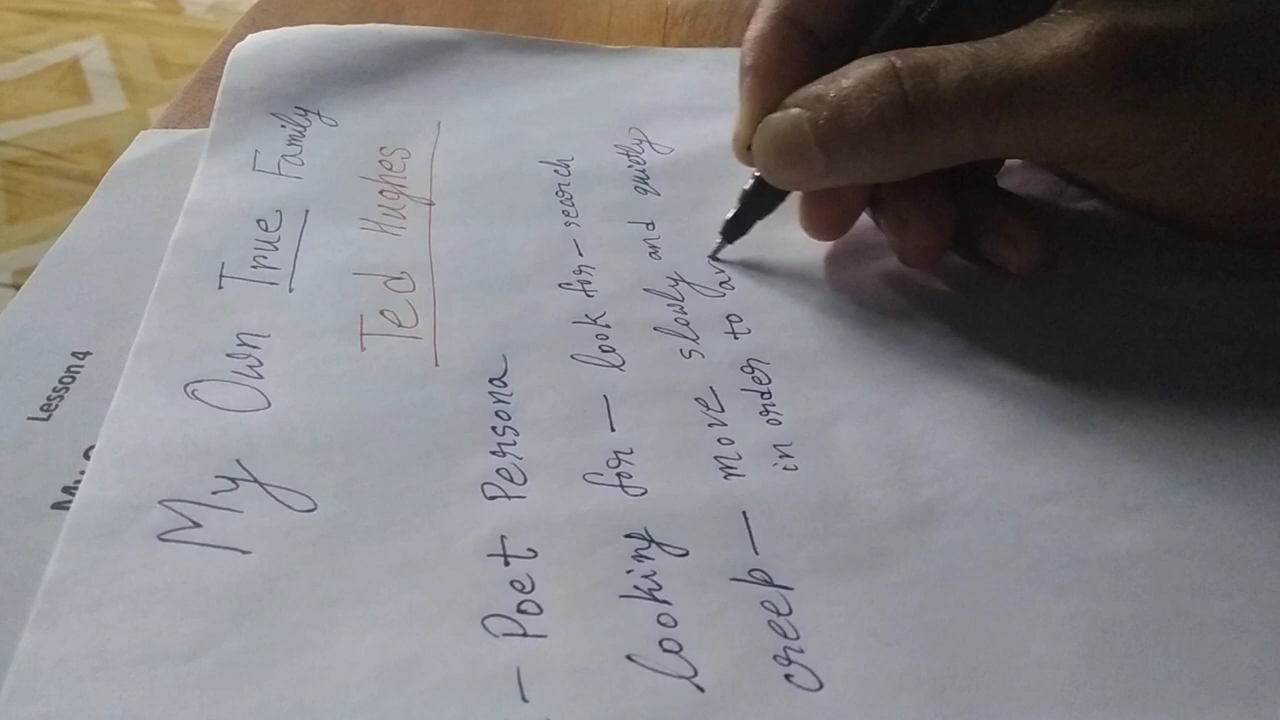 Lesson 4
My Own True Family
Ted Hughes
- Poet Persona
looking for - look for - search
creep - move slowly and quietly
in order to av